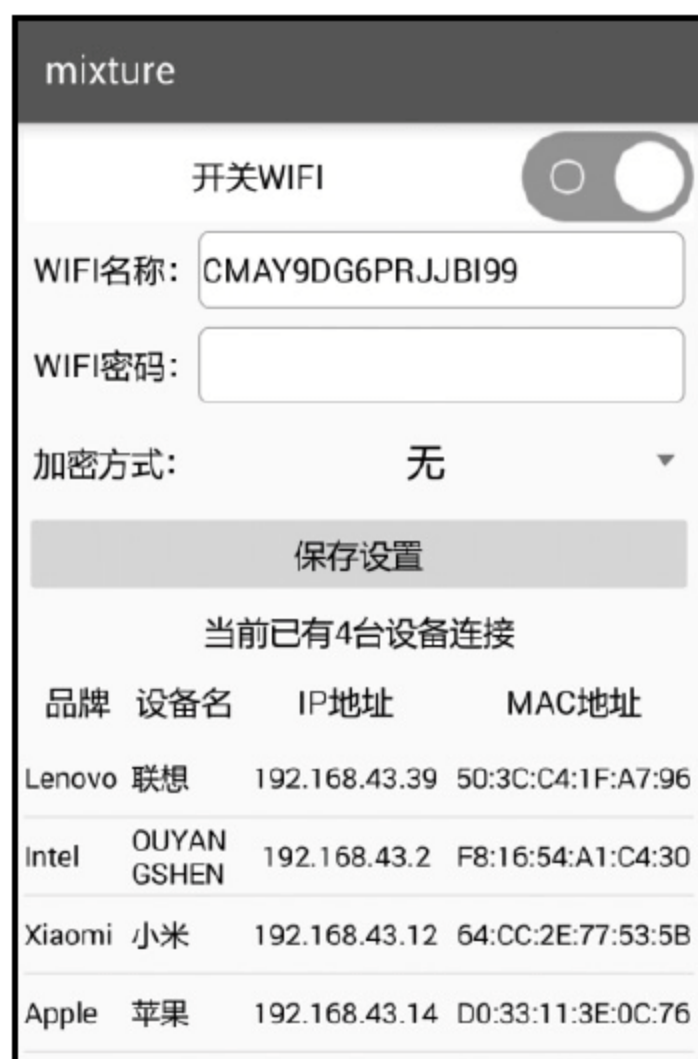 mixture
开关WIFI
WIFI名称: CMAY9DG6PRJJBI99
WIFI密码:
加密方式: 无
保存设置
当前已有4台设备连接
品牌 设备名 IP地址 MAC地址
Lenovo 联想 192.168.43.39 50:3C:C4:1F:A7:96
Intel OUYAN 192.168.43.2 F8:16:54:A1:C4:30
GSHEN
Xiaomi 小米 192.168.43.12 64:CC:2E:77:53:5B
Apple 苹果 192.168.43.14 D0:33:11:3E:0C:76